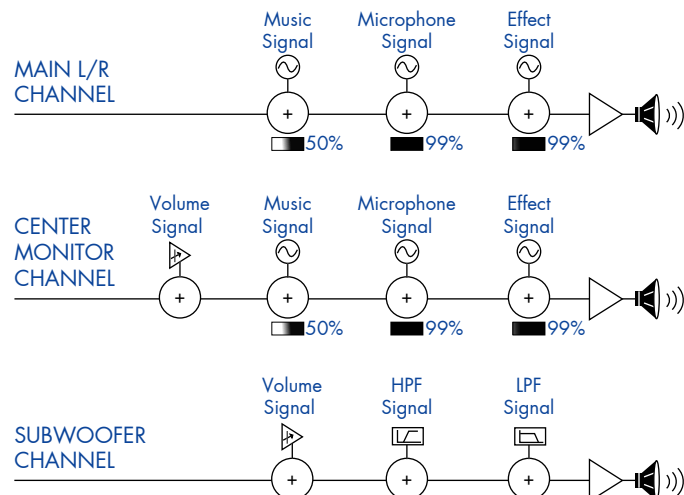 Music Microphone Effect
Signal Signal Signal
MAIN L/R
CHANNEL
+ + +
50% 99% 99%
Volume Music Microphone Effect
Signal Signal Signal Signal
CENTER
MONITOR
CHANNEL
+ + + +
50% 99% 99%
Volume HPF LPF
Signal Signal Signal
SUBWOOFER
CHANNEL
+ + +